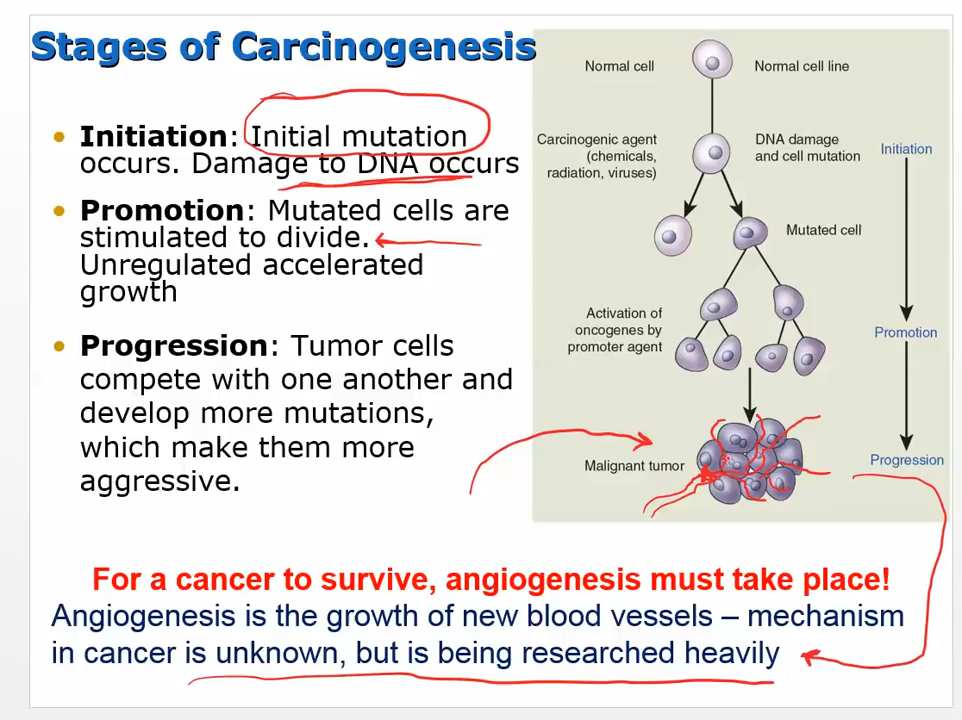 Stages of Carcinogenesis
• Initiation: Initial mutation
occurs. Damage to DNA occurs
• Promotion: Mutated cells are
stimulated to divide.
Unregulated accelerated
growth
• Progression: Tumor cells
compete with one another and
develop more mutations,
which make them more
aggressive.
Normal cell
Normal cell line
Carcinogenic agent
(chemicals,
radiation, viruses)
DNA damage
and cell mutation
Initiation
Mutated cell
Activation of
oncogenes by
promoter agent
Promotion
Malignant tumor
Progression
For a cancer to survive, angiogenesis must take place!
Angiogenesis is the growth of new blood vessels – mechanism
in cancer is unknown, but is being researched heavily